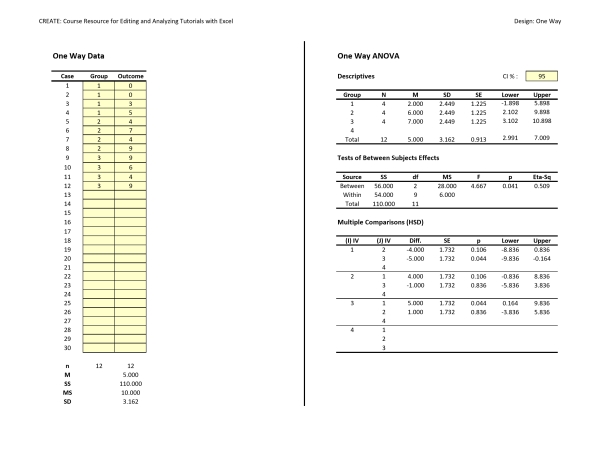 CREATE: Course Resource for Editing and Analyzing Tutorials with Excel
Design: One Way
One Way Data
Case Group Outcome
1 1 0
2 1 0
3 1 3
4 1 5
5 2 4
6 2 7
7 2 4
8 2 9
9 3 9
10 3 6
11 3 4
12 3 9
13
14
15
16
17
18
19
20
21
22
23
24
25
26
27
28
29
30
n 12 12
M 5.000
SS 110.000
MS 10.000
SD 3.162
One Way ANOVA
Descriptives CI % : 95
Group N M SD SE Lower Upper
1 4 2.000 2.449 1.225 -1.898 5.898
2 4 6.000 2.449 1.225 2.102 9.898
3 4 7.000 2.449 1.225 3.102 10.898
4
Total 12 5.000 3.162 0.913 2.991 7.009
Tests of Between Subjects Effects
Source SS df MS F p Eta-Sq
Between 56.000 2 28.000 4.667 0.041 0.509
Within 54.000 9 6.000
Total 110.000 11
Multiple Comparisons (HSD)
(I) IV (J) IV Diff. SE p Lower Upper
1 2 -4.000 1.732 0.106 -8.836 0.836
3 -5.000 1.732 0.044 -9.836 -0.164
4
2 1 4.000 1.732 0.106 -0.836 8.836
3 -1.000 1.732 0.836 -5.836 3.836
4
3 1 5.000 1.732 0.044 0.164 9.836
2 1.000 1.732 0.836 -3.836 5.836
4
4 1
2
3